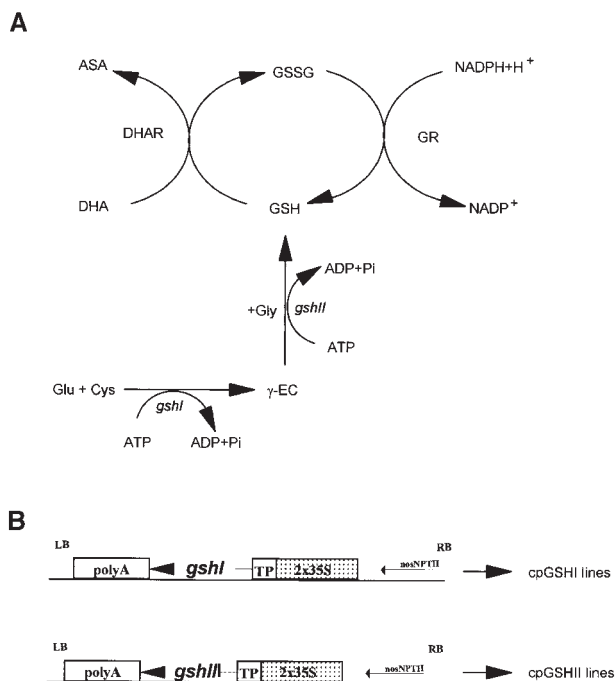 A
ASA
GSSG
NADPH+H+
DHAR
GR
DHA
GSH
NADP+
ADP+Pi
+Gly
gshII
ATP
Glu + Cys
γ-EC
gshI
ATP
ADP+Pi
B
LB
RB
polyA
gshI
TP
2x35S
nosNPTII
cpGSHI lines
LB
RB
polyA
gshII
TP
2x35S
nosNPTII
cpGSHII lines